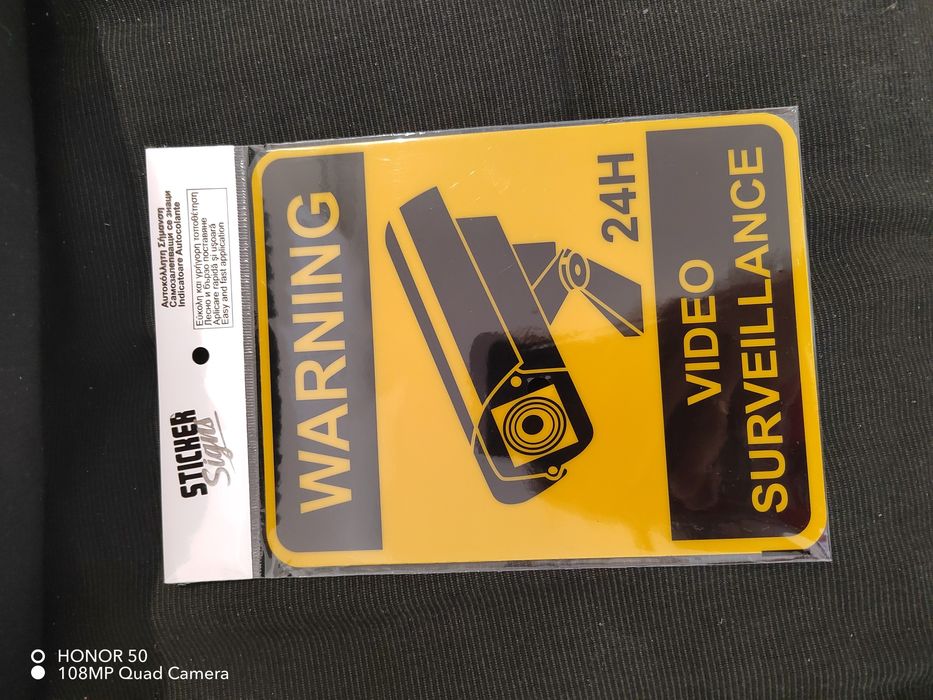 STICKER
Signs
Αυτοκόλλητη Σήμανση
Самозалепващи се знаци
Indicatoare Autocolante
Εύκολη και γρήγορη τοποθέτηση
Лесно и бързо поставяне
Aplicare rapidă și ușoară
Easy and fast application
WARNING
24H
VIDEO
SURVEILLANCE
HONOR 50
108MP Quad Camera